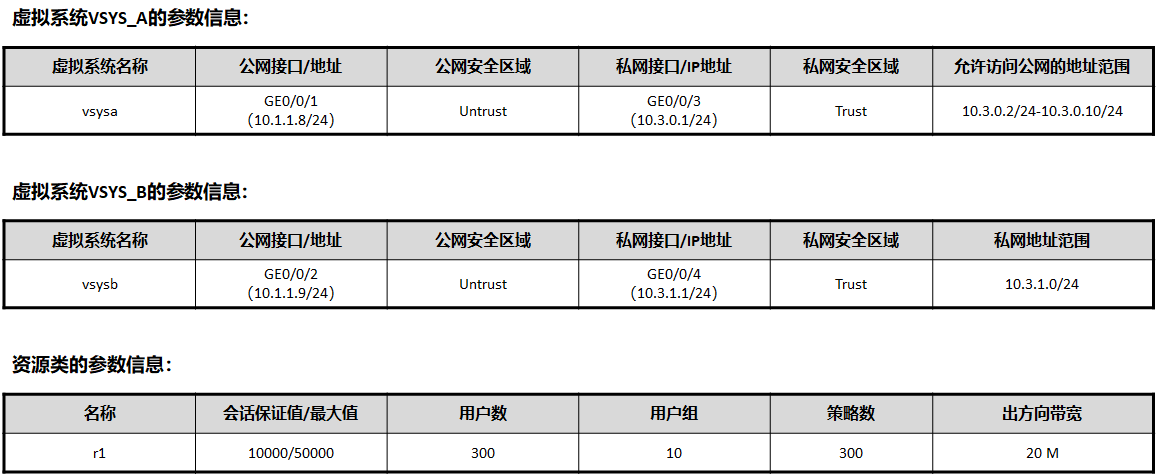 虚拟系统VSYS_A的参数信息：
虚拟系统名称 公网接口/地址 公网安全区域 私网接口/IP地址 私网安全区域 允许访问公网的地址范围
vsysa GE0/0/1 （10.1.1.8/24） Untrust GE0/0/3 （10.3.0.1/24） Trust 10.3.0.2/24-10.3.0.10/24
虚拟系统VSYS_B的参数信息：
虚拟系统名称 公网接口/地址 公网安全区域 私网接口/IP地址 私网安全区域 私网地址范围
vsysb GE0/0/2 （10.1.1.9/24） Untrust GE0/0/4 （10.3.1.1/24） Trust 10.3.1.0/24
资源类的参数信息：
名称 会话保证值/最大值 用户数 用户组 策略数 出方向带宽
r1 10000/50000 300 10 300 20 M